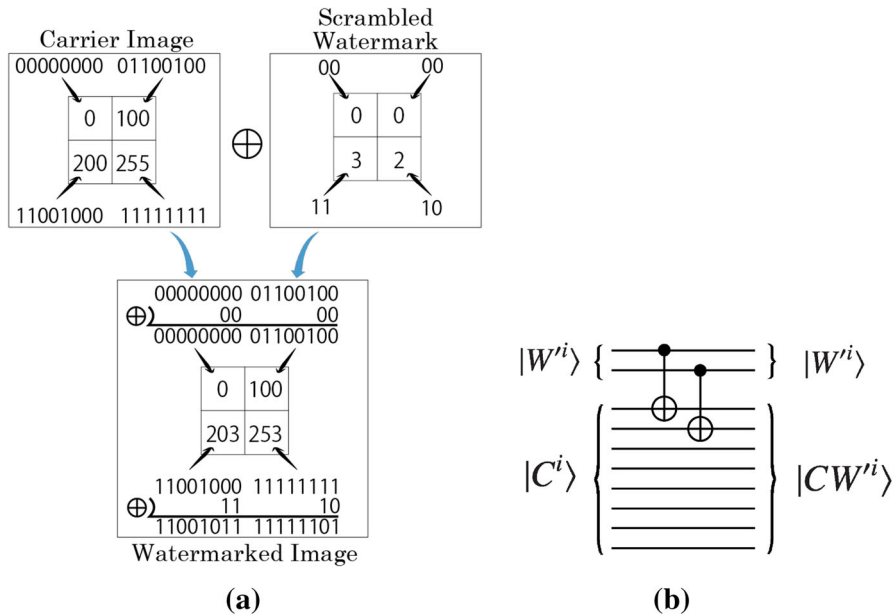 Carrier Image
00000000 01100100
0 100
200 255
11001000 11111111
⊕
Scrambled
Watermark
00 00
0 0
3 2
11 10
00000000 01100100
⊕) 00 00
00000000 01100100
0 100
203 253
11001000 11111111
⊕) 11 10
11001011 11111101
Watermarked Image
(a)
|W′ⁱ⟩ { } |W′ⁱ⟩
|Cⁱ⟩ { } |CW′ⁱ⟩
(b)